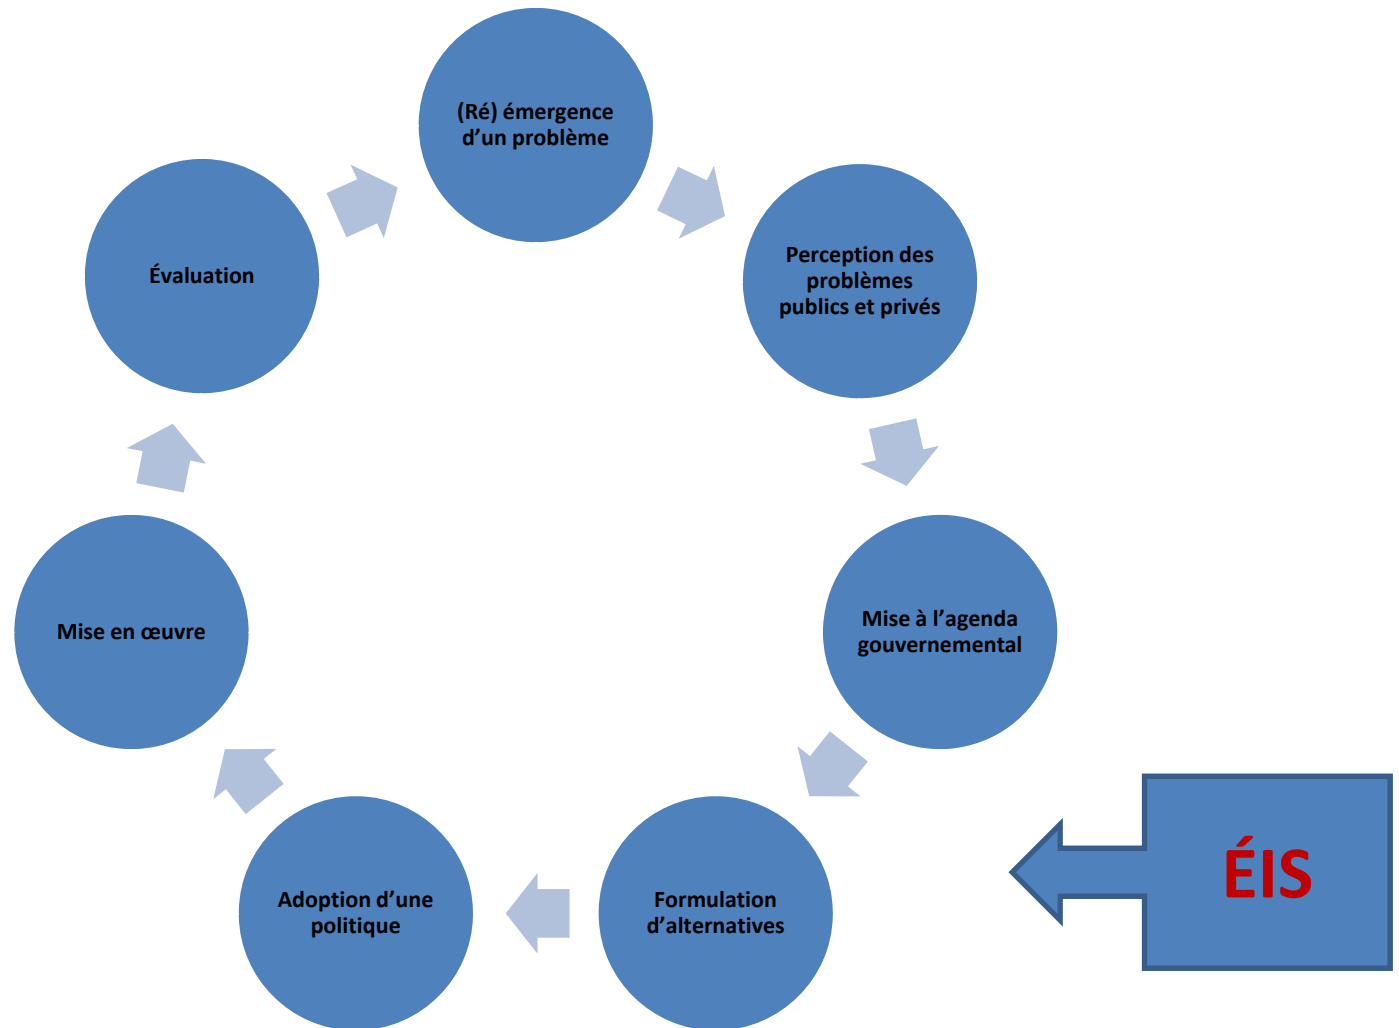 (Ré) émergence
d’un problème
Perception des
problèmes
publics et privés
Mise à l’agenda
gouvernemental
Formulation
d’alternatives
Adoption d’une
politique
Mise en œuvre
Évaluation
ÉIS